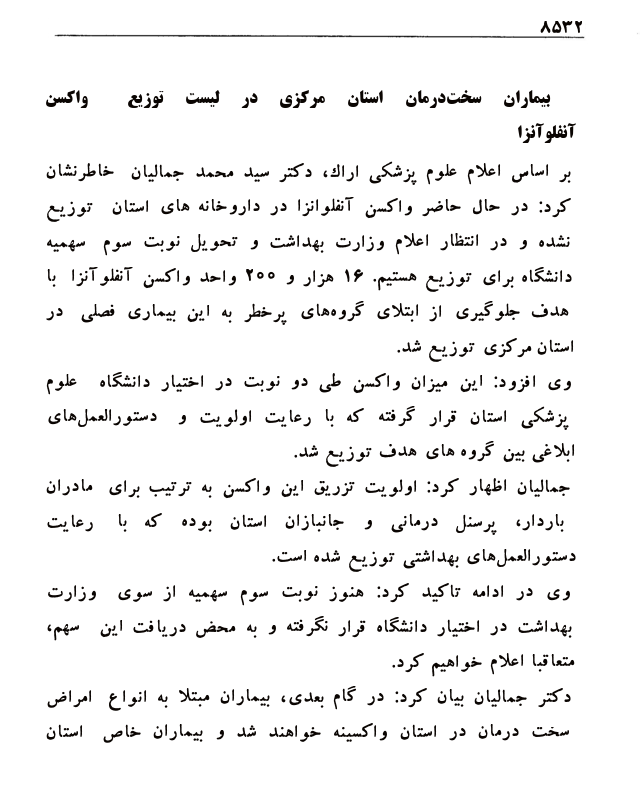 ۸۵۳۲
بیماران سخت‌درمان استان مرکزی در لیست توزیع واکسن
آنفلوآنزا
بر اساس اعلام علوم پزشکی اراک، دکتر سید محمد جمالیان خاطرنشان
کرد: در حال حاضر واکسن آنفلوانزا در داروخانه های استان توزیع
نشده و در انتظار اعلام وزارت بهداشت و تحویل نوبت سوم سهمیه
دانشگاه برای توزیع هستیم. ۱۶ هزار و ۲۰۰ واحد واکسن آنفلوآنزا با
هدف جلوگیری از ابتلای گروه‌های پرخطر به این بیماری فصلی در
استان مرکزی توزیع شد.
وی افزود: این میزان واکسن طی دو نوبت در اختیار دانشگاه علوم
پزشکی استان قرار گرفته که با رعایت اولویت و دستورالعمل‌های
ابلاغی بین گروه های هدف توزیع شد.
جمالیان اظهار کرد: اولویت تزریق این واکسن به ترتیب برای مادران
باردار، پرسنل درمانی و جانبازان استان بوده که با رعایت
دستورالعمل‌های بهداشتی توزیع شده است.
وی در ادامه تاکید کرد: هنوز نوبت سوم سهمیه از سوی وزارت
بهداشت در اختیار دانشگاه قرار نگرفته و به محض دریافت این سهم،
متعاقبا اعلام خواهیم کرد.
دکتر جمالیان بیان کرد: در گام بعدی، بیماران مبتلا به انواع امراض
سخت درمان در استان واکسینه خواهند شد و بیماران خاص استان